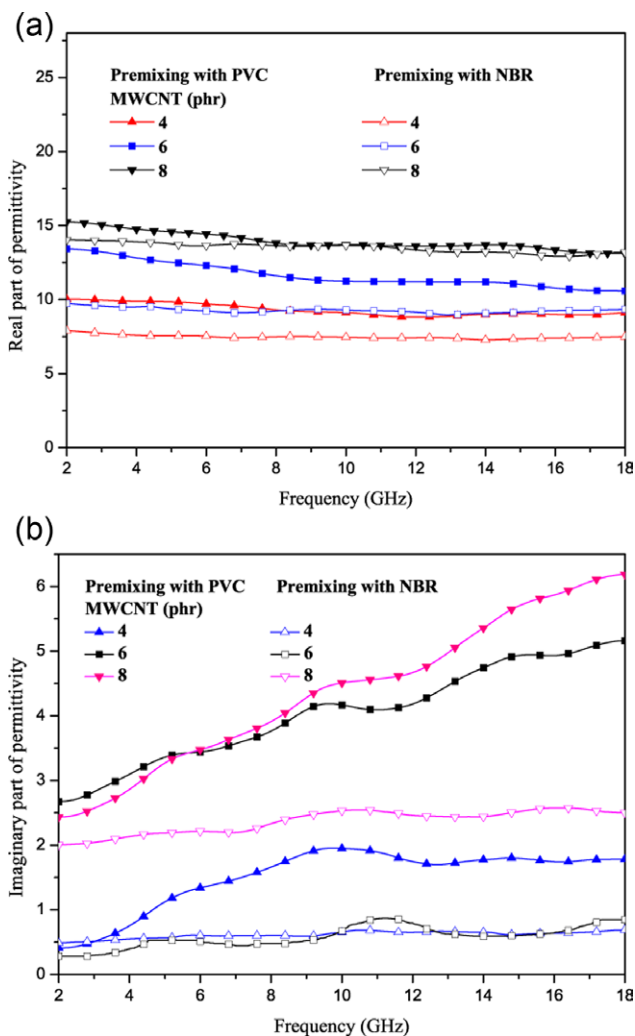 (a)
Premixing with PVC Premixing with NBR
MWCNT (phr)
4 4
6 6
8 8
25
20
15
10
5
0
Real part of permittivity
2 4 6 8 10 12 14 16 18
Frequency (GHz)
(b)
Premixing with PVC Premixing with NBR
MWCNT (phr)
4 4
6 6
8 8
6
5
4
3
2
1
0
Imaginary part of permittivity
2 4 6 8 10 12 14 16 18
Frequency (GHz)